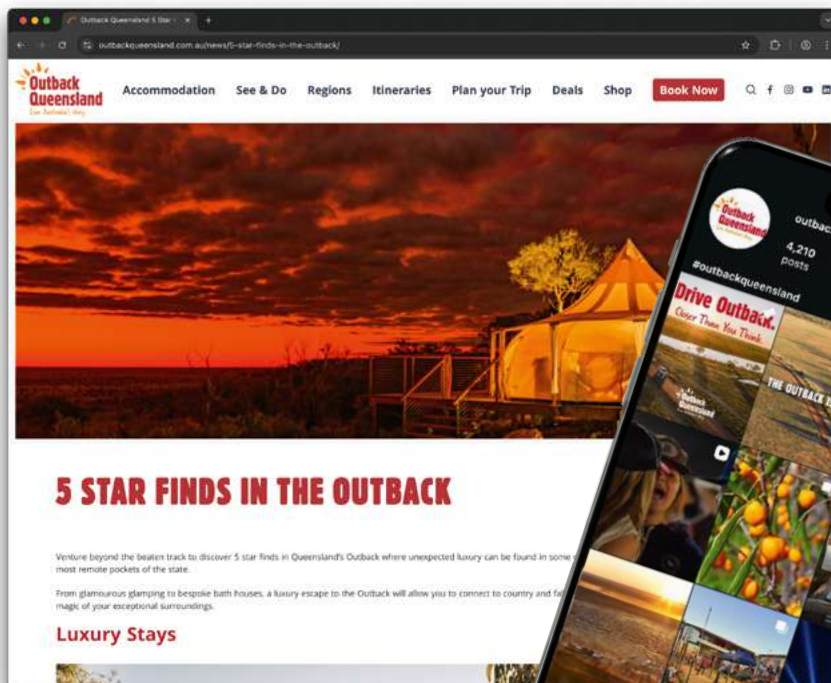 Outback Queensland 5 Star
outbackqueensland.com.au/news/5-star-finds-in-the-outback/
Outback
Queensland
Live Australia's story
Accommodation See & Do Regions Itineraries Plan your Trip Deals Shop Book Now
5 STAR FINDS IN THE OUTBACK
Venture beyond the beaten track to discover 5 star finds in Queensland's Outback where unexpected luxury can be found in some
most remote pockets of the state.
From glamourous glamping to bespoke bath houses, a luxury escape to the Outback will allow you to connect to country and
magic of your exceptional surroundings.
Luxury Stays
Outback
Queensland
outbac
4,210
posts
#outbackqueensland
Drive Outback.
Closer Than You Think.
Outback
Queensland
THE OUTBACK